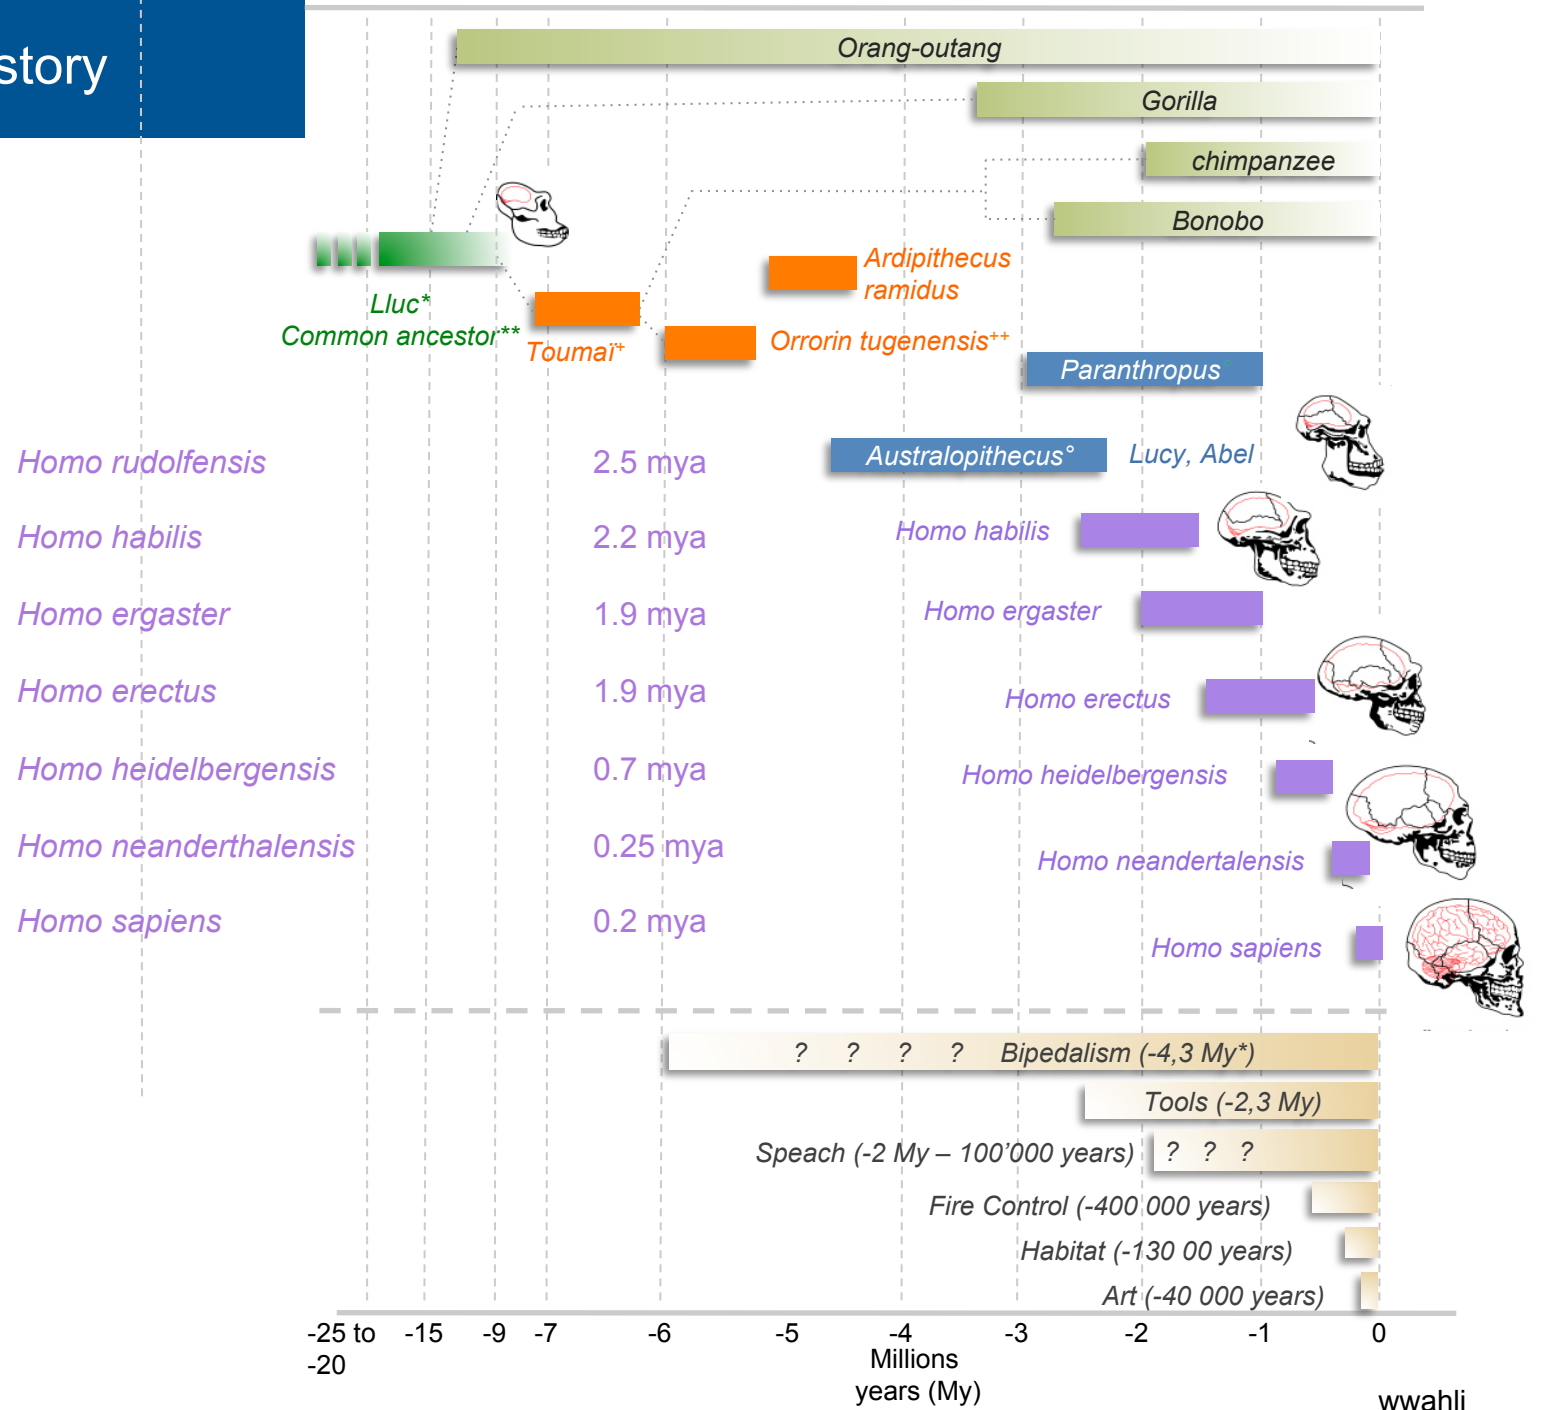 story
Orang-outang
Gorilla
chimpanzee
Bonobo
Ardipithecus
ramidus
Lluc*
Common ancestor**
Toumaï+
Orrorin tugenensis++
Paranthropus°
Homo rudolfensis 2.5 mya
Australopithecus° Lucy, Abel
Homo habilis 2.2 mya
Homo habilis
Homo ergaster 1.9 mya
Homo ergaster
Homo erectus 1.9 mya
Homo erectus
Homo heidelbergensis 0.7 mya
Homo heidelbergensis
Homo neanderthalensis 0.25 mya
Homo neandertalensis
Homo sapiens 0.2 mya
Homo sapiens
? ? ? ? Bipedalism (-4,3 My*)
Tools (-2,3 My)
Speach (-2 My – 100’000 years) ? ? ?
Fire Control (-400 000 years)
Habitat (-130 00 years)
Art (-40 000 years)
-25 to -15 -9 -7 -6 -5 -4 -3 -2 -1 0
-20
Millions
years (My)
wwahli